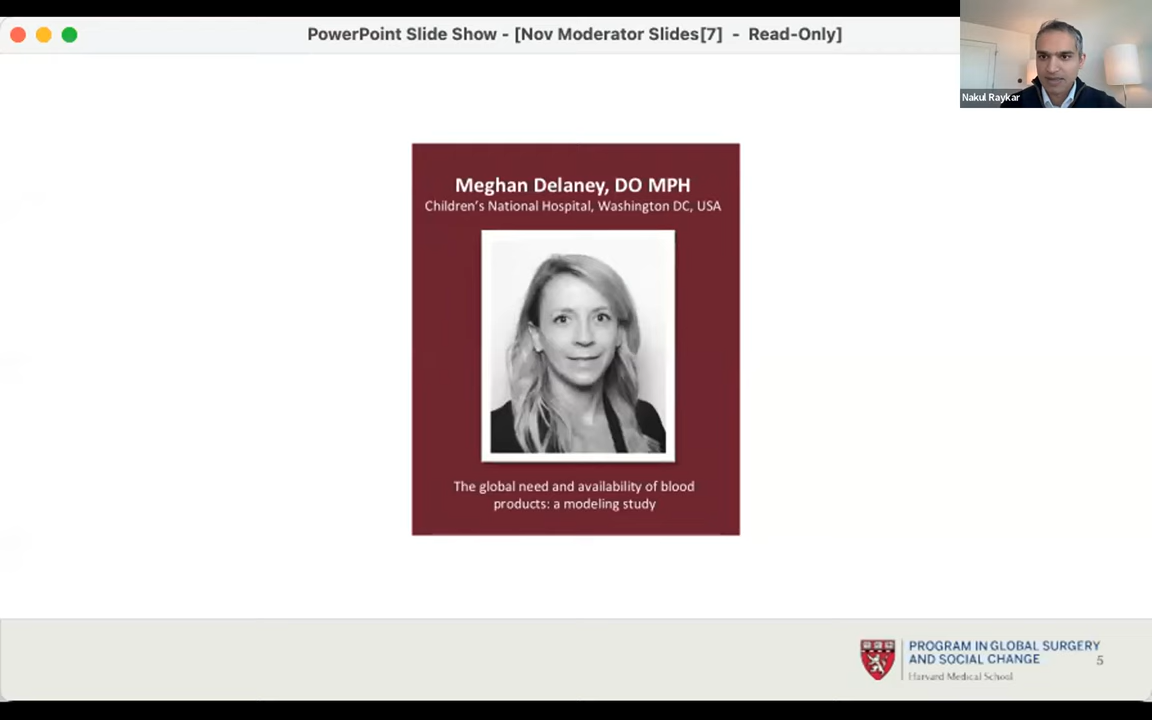 PowerPoint Slide Show - [Nov Moderator Slides[7] - Read-Only]
Nakul Raykar
Meghan Delaney, DO MPH
Children's National Hospital, Washington DC, USA
The global need and availability of blood
products: a modeling study
PROGRAM IN GLOBAL SURGERY
AND SOCIAL CHANGE
Harvard Medical School
5